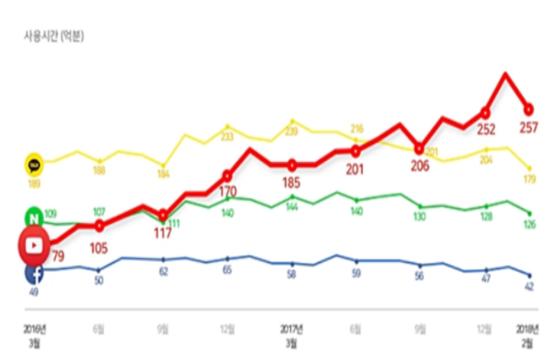 사용시간 (억분)
TALK
189 188 184 233 239 216 201 204 179
N 109 107 111 140 144 140 130 128 126
79 105 117 170 185 201 206 252 257
f 49 50 62 65 58 59 56 47 42
2016년 6월 9월 12월 2017년 6월 9월 12월 2018년
3월 3월 2월